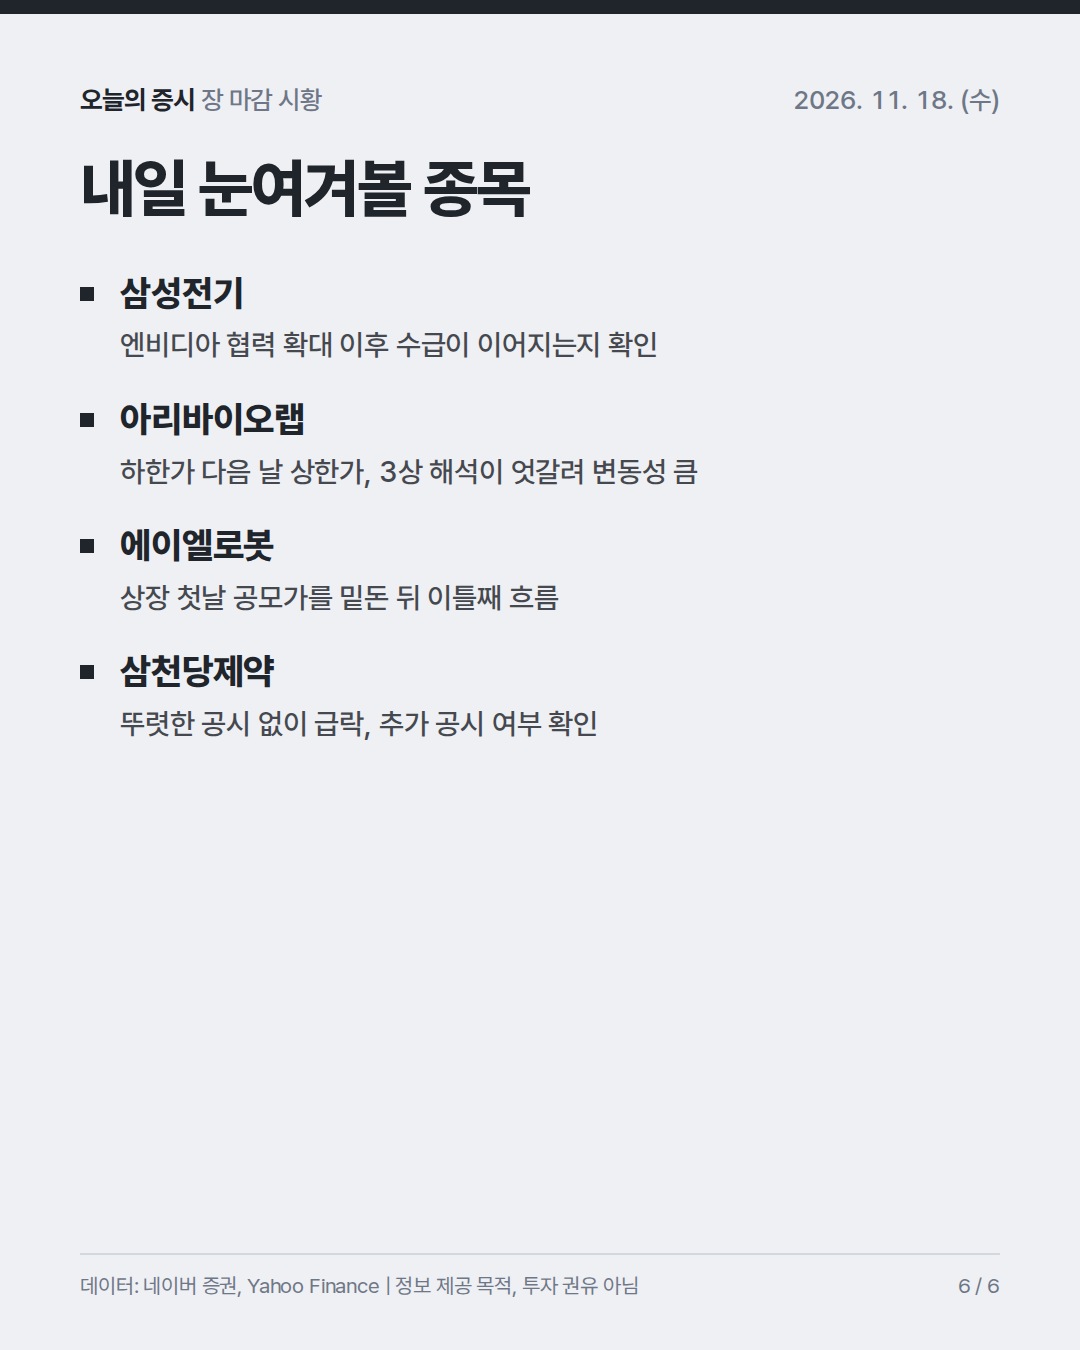 오늘의 증시 장 마감 시황
2026. 11. 18. (수)
내일 눈여겨볼 종목
삼성전기
엔비디아 협력 확대 이후 수급이 이어지는지 확인
아리바이오랩
하한가 다음 날 상한가, 3상 해석이 엇갈려 변동성 큼
에이엘로봇
상장 첫날 공모가를 밑돈 뒤 이틀째 흐름
삼천당제약
뚜렷한 공시 없이 급락, 추가 공시 여부 확인
데이터: 네이버 증권, Yahoo Finance | 정보 제공 목적, 투자 권유 아님
6 / 6